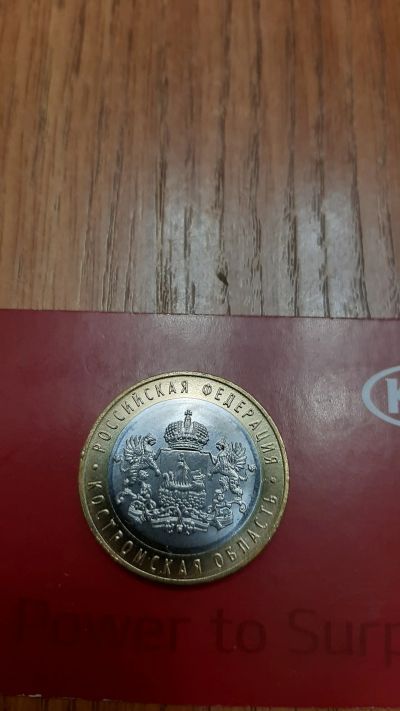 РОССИЙСКАЯ ФЕДЕРАЦИЯ
• КОСТРОМСКАЯ ОБЛАСТЬ •
K
Power to Surp